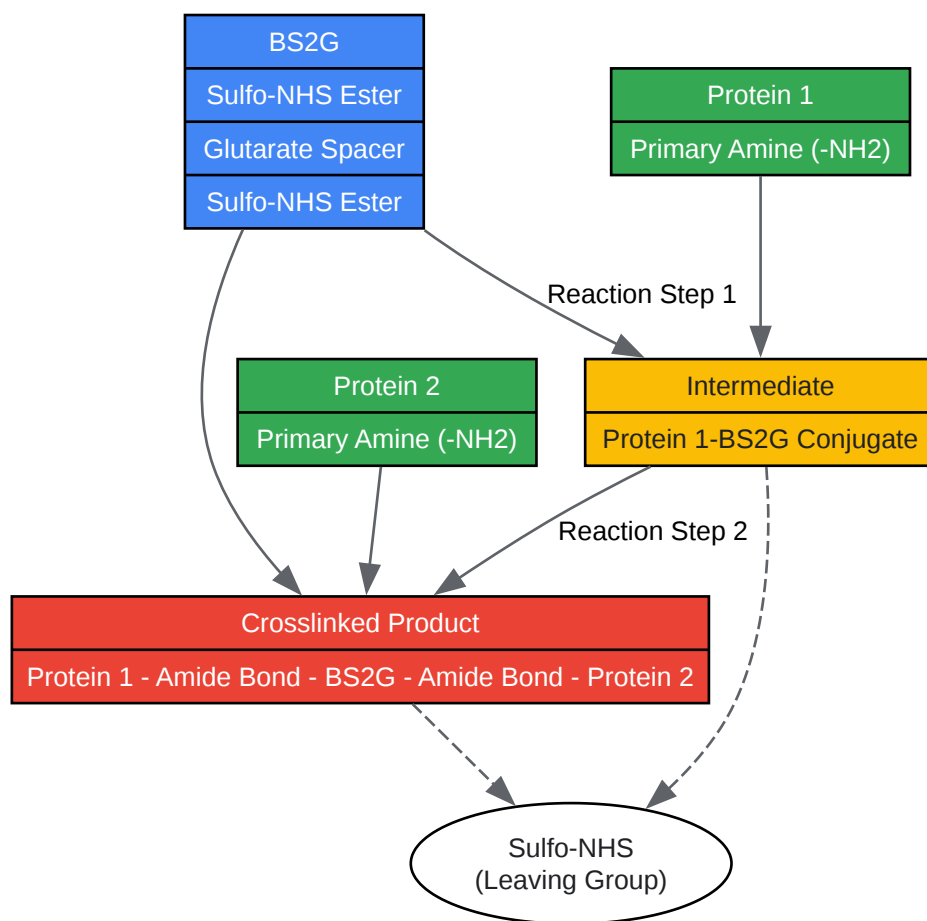 BS2G
Sulfo-NHS Ester
Glutarate Spacer
Sulfo-NHS Ester
Protein 1
Primary Amine (-NH2)
Reaction Step 1
Protein 2
Primary Amine (-NH2)
Intermediate
Protein 1-BS2G Conjugate
Reaction Step 2
Crosslinked Product
Protein 1 - Amide Bond - BS2G - Amide Bond - Protein 2
Sulfo-NHS
(Leaving Group)